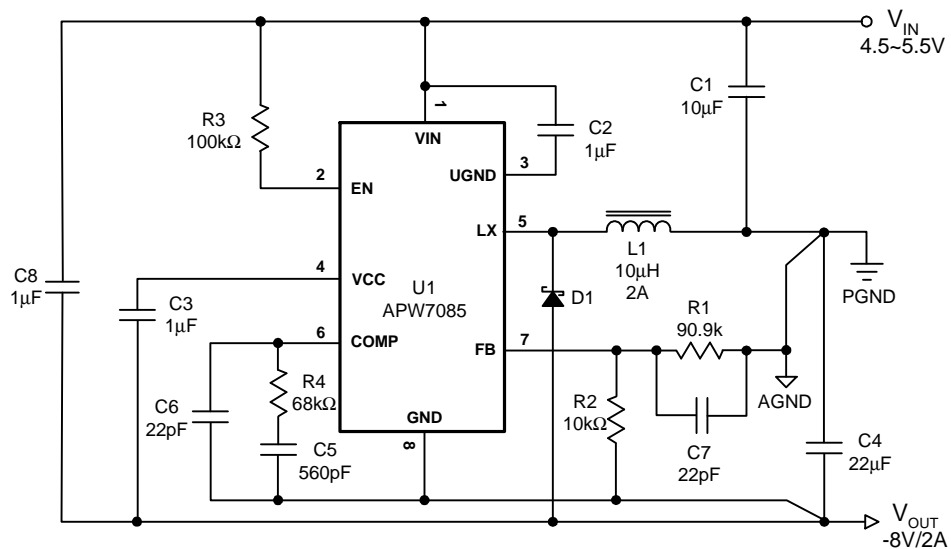 V_IN
4.5~5.5V
C1
10µF
R3
100kΩ
1
VIN
C2
1µF
2
EN
UGND
3
LX
5
L1
10µH
2A
PGND
4
VCC
C8
1µF
C3
1µF
U1
APW7085
D1
R1
90.9k
6
COMP
FB
7
R4
68kΩ
AGND
C6
22pF
R2
10kΩ
GND
8
C5
560pF
C7
22pF
C4
22µF
V_OUT
-8V/2A